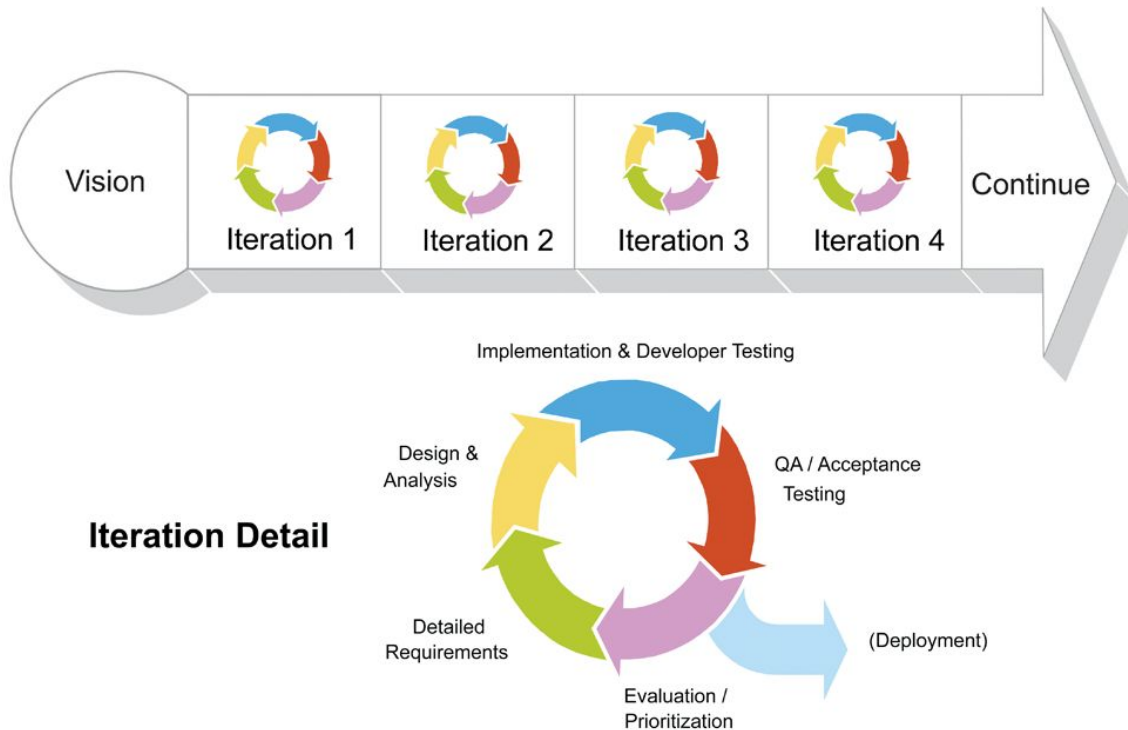 Vision
Iteration 1
Iteration 2
Iteration 3
Iteration 4
Continue
Implementation & Developer Testing
Design &
Analysis
QA / Acceptance
Testing
Iteration Detail
Detailed
Requirements
(Deployment)
Evaluation /
Prioritization